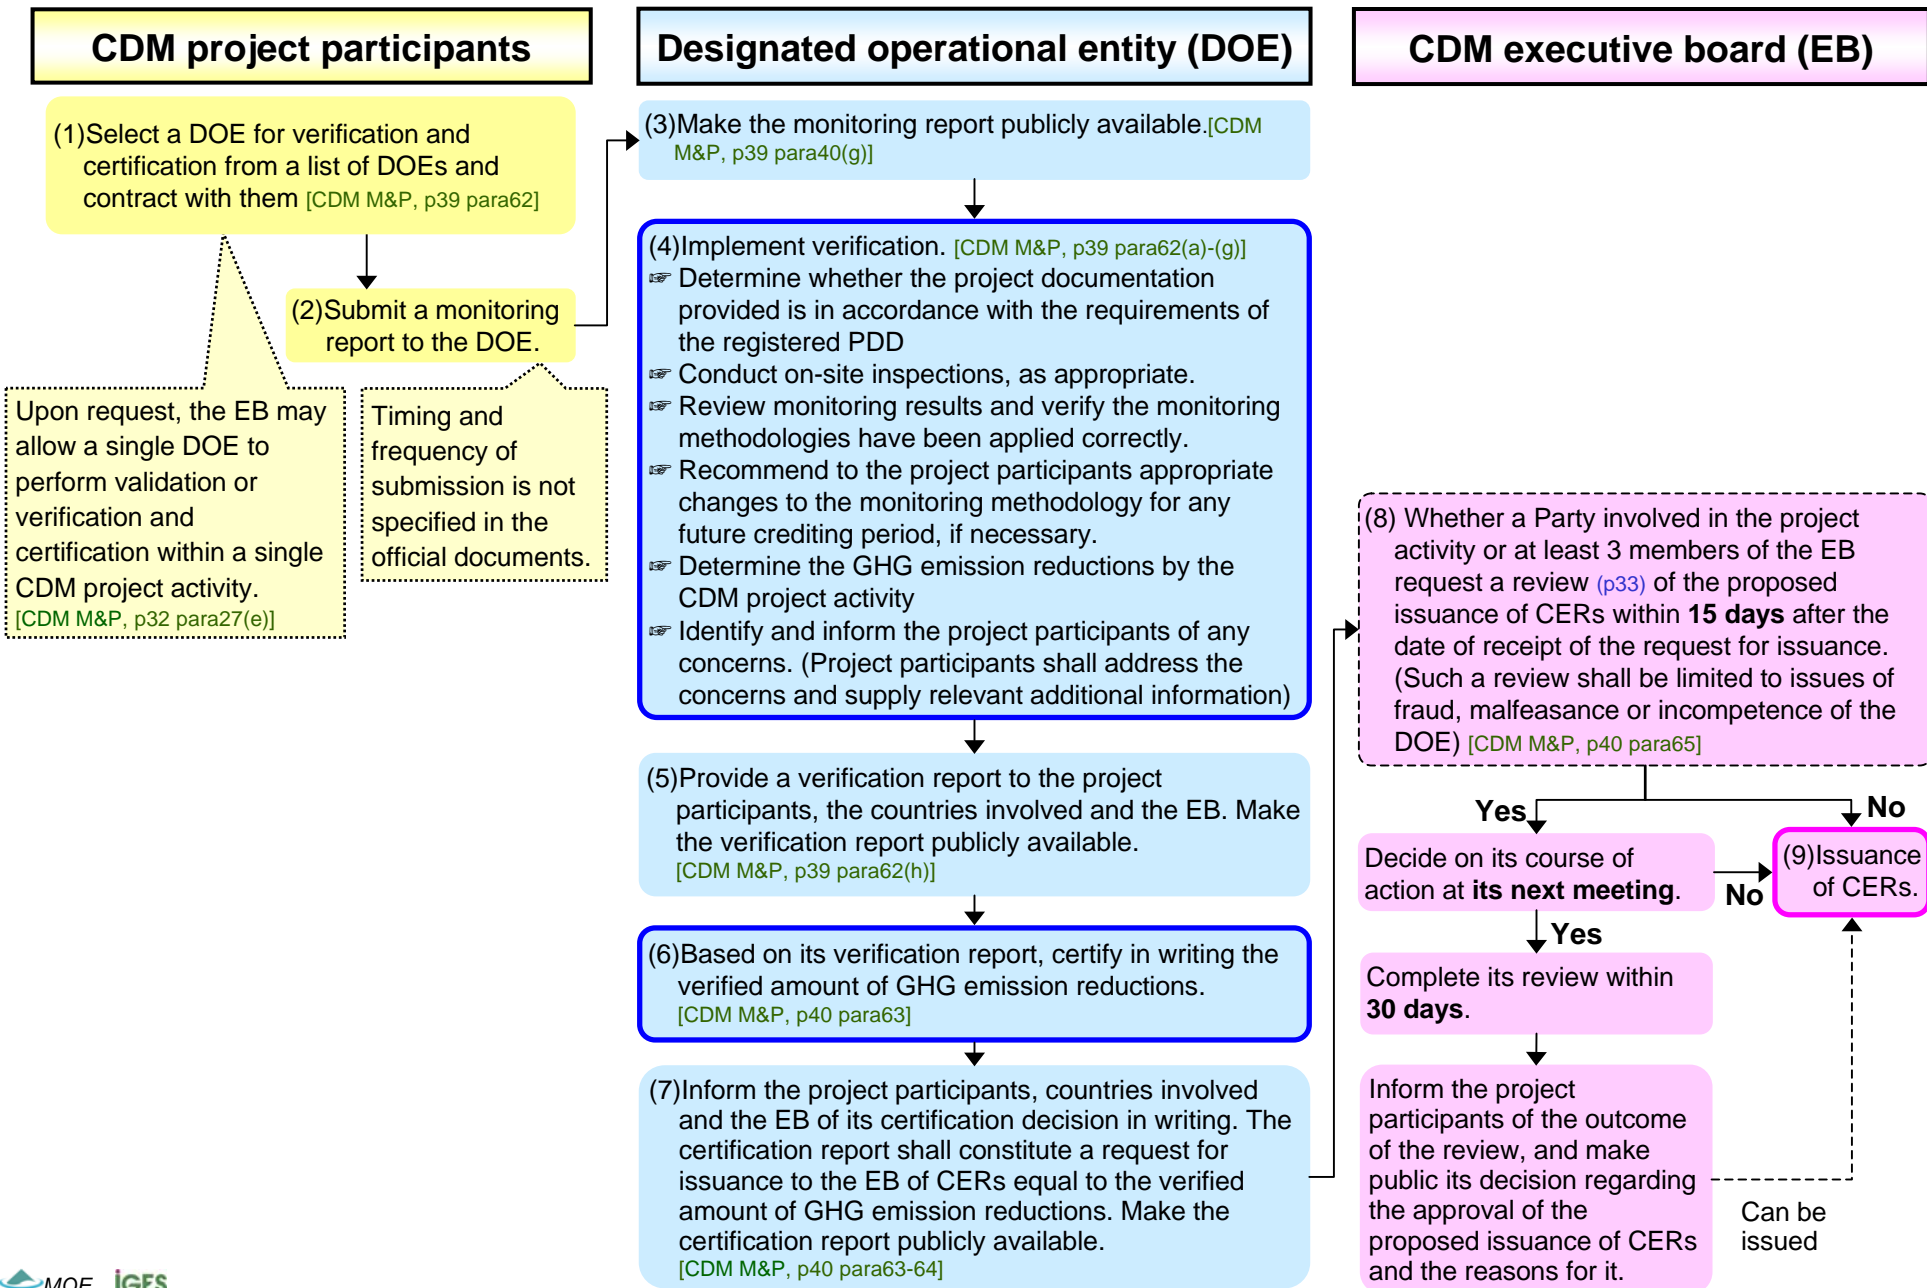 CDM project participants
Designated operational entity (DOE)
CDM executive board (EB)
(1)Select a DOE for verification and
certification from a list of DOEs and
contract with them [CDM M&P, p39 para62]
(2)Submit a monitoring
report to the DOE.
Upon request, the EB may
allow a single DOE to
perform validation or
verification and
certification within a single
CDM project activity.
[CDM M&P, p32 para27(e)]
Timing and
frequency of
submission is not
specified in the
official documents.
(3)Make the monitoring report publicly available.[CDM
M&P, p39 para40(g)]
(4)Implement verification. [CDM M&P, p39 para62(a)-(g)]
☞ Determine whether the project documentation
provided is in accordance with the requirements of
the registered PDD
☞ Conduct on-site inspections, as appropriate.
☞ Review monitoring results and verify the monitoring
methodologies have been applied correctly.
☞ Recommend to the project participants appropriate
changes to the monitoring methodology for any
future crediting period, if necessary.
☞ Determine the GHG emission reductions by the
CDM project activity
☞ Identify and inform the project participants of any
concerns. (Project participants shall address the
concerns and supply relevant additional information)
(5)Provide a verification report to the project
participants, the countries involved and the EB. Make
the verification report publicly available.
[CDM M&P, p39 para62(h)]
(6)Based on its verification report, certify in writing the
verified amount of GHG emission reductions.
[CDM M&P, p40 para63]
(7)Inform the project participants, countries involved
and the EB of its certification decision in writing. The
certification report shall constitute a request for
issuance to the EB of CERs equal to the verified
amount of GHG emission reductions. Make the
certification report publicly available.
[CDM M&P, p40 para63-64]
(8) Whether a Party involved in the project
activity or at least 3 members of the EB
request a review (p33) of the proposed
issuance of CERs within 15 days after the
date of receipt of the request for issuance.
(Such a review shall be limited to issues of
fraud, malfeasance or incompetence of the
DOE) [CDM M&P, p40 para65]
Yes
No
Decide on its course of
action at its next meeting.
No
(9)Issuance
of CERs.
Yes
Complete its review within
30 days.
Inform the project
participants of the outcome
of the review, and make
public its decision regarding
the approval of the
proposed issuance of CERs
and the reasons for it.
Can be
issued
MOE IGES